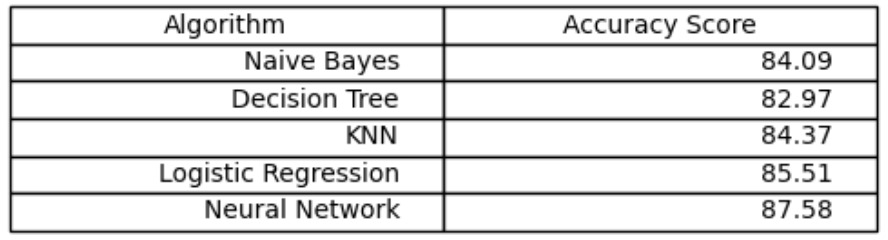 Algorithm Accuracy Score
Naive Bayes 84.09
Decision Tree 82.97
KNN 84.37
Logistic Regression 85.51
Neural Network 87.58